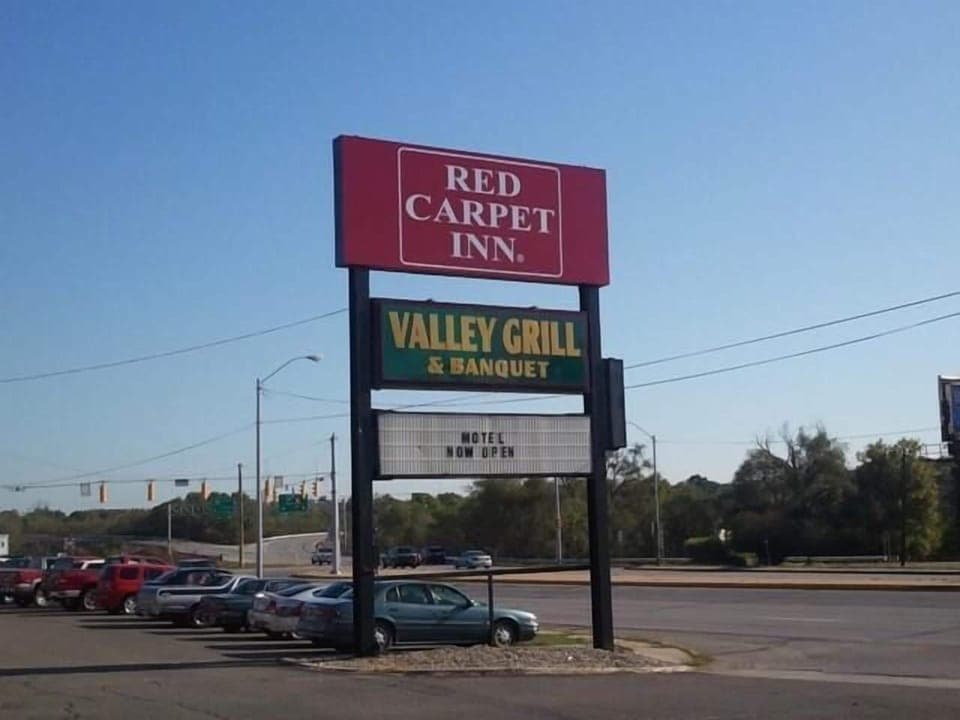 RED
CARPET
INN®
VALLEY GRILL
& BANQUET
MOTEL
NOW OPEN